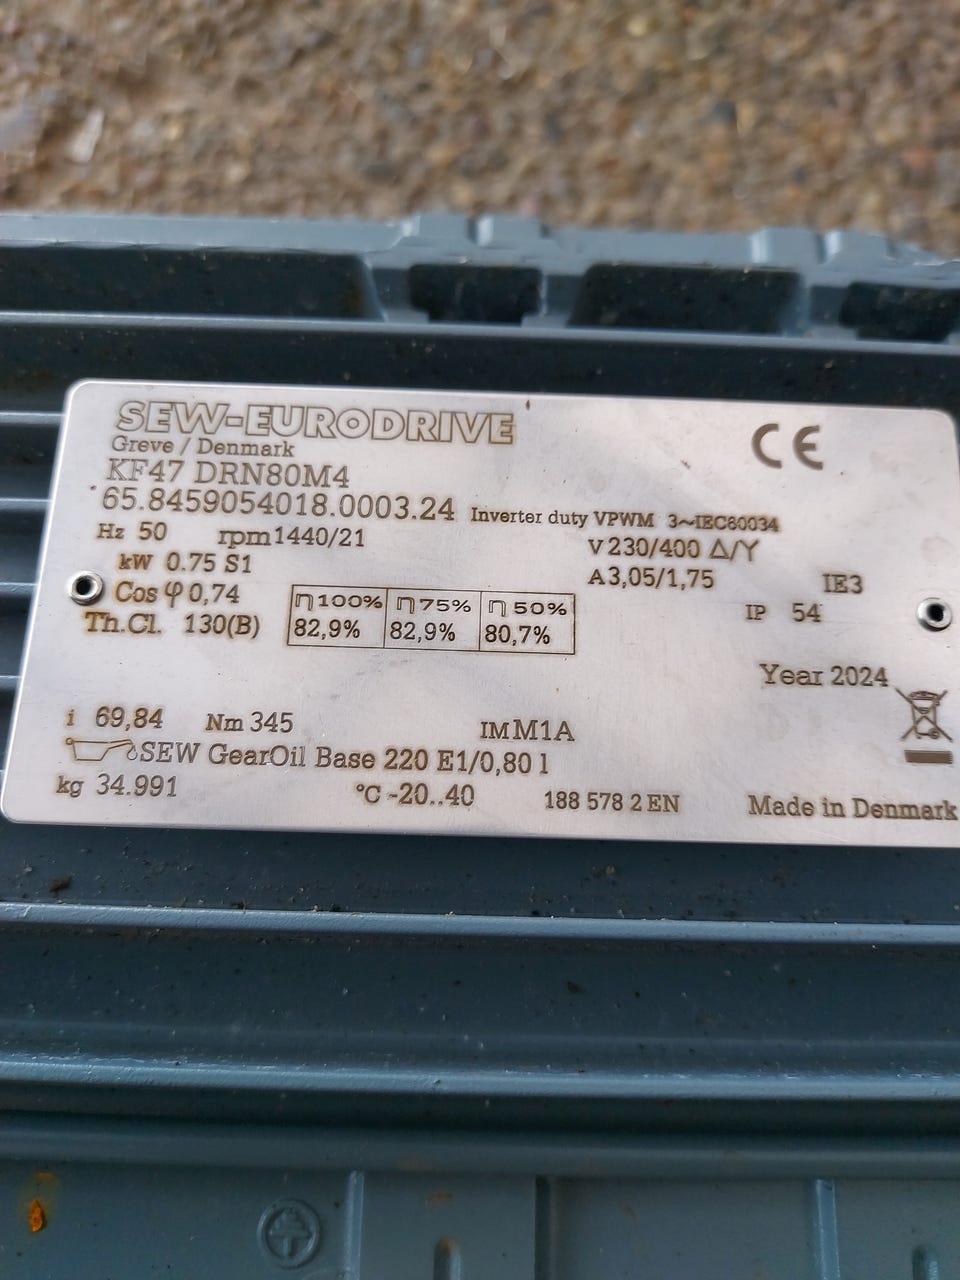 SEW-EURODRIVE
CE
Greve / Denmark
KF47 DRN80M4
65.8459054018.0003.24 Inverter duty VPWM 3~IEC60034
Hz 50 rpm 1440/21 V 230/400 Δ/Y
kW 0.75 S1 A 3,05/1,75 IE3
Cos φ 0,74 η 100% η 75% η 50% IP 54
Th.Cl. 130(B) 82,9% 82,9% 80,7%
Year 2024
i 69,84 Nm 345 IM M1A
SEW GearOil Base 220 E1/0,80 l
kg 34.991 °C -20..40 188 578 2 EN Made in Denmark